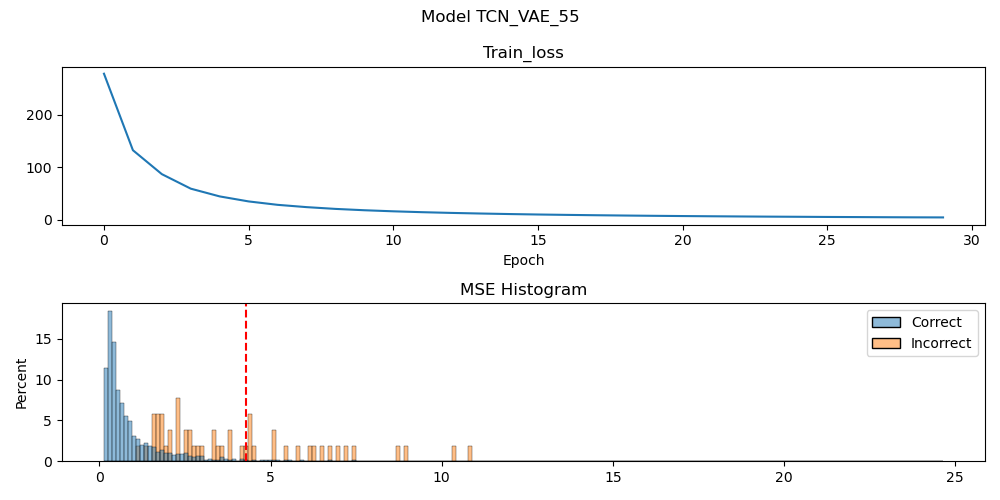 Model TCN_VAE_55
Train_loss
200
100
0
0 5 10 15 20 25 30
Epoch
MSE Histogram
Correct
Incorrect
Percent
15
10
5
0
0 5 10 15 20 25